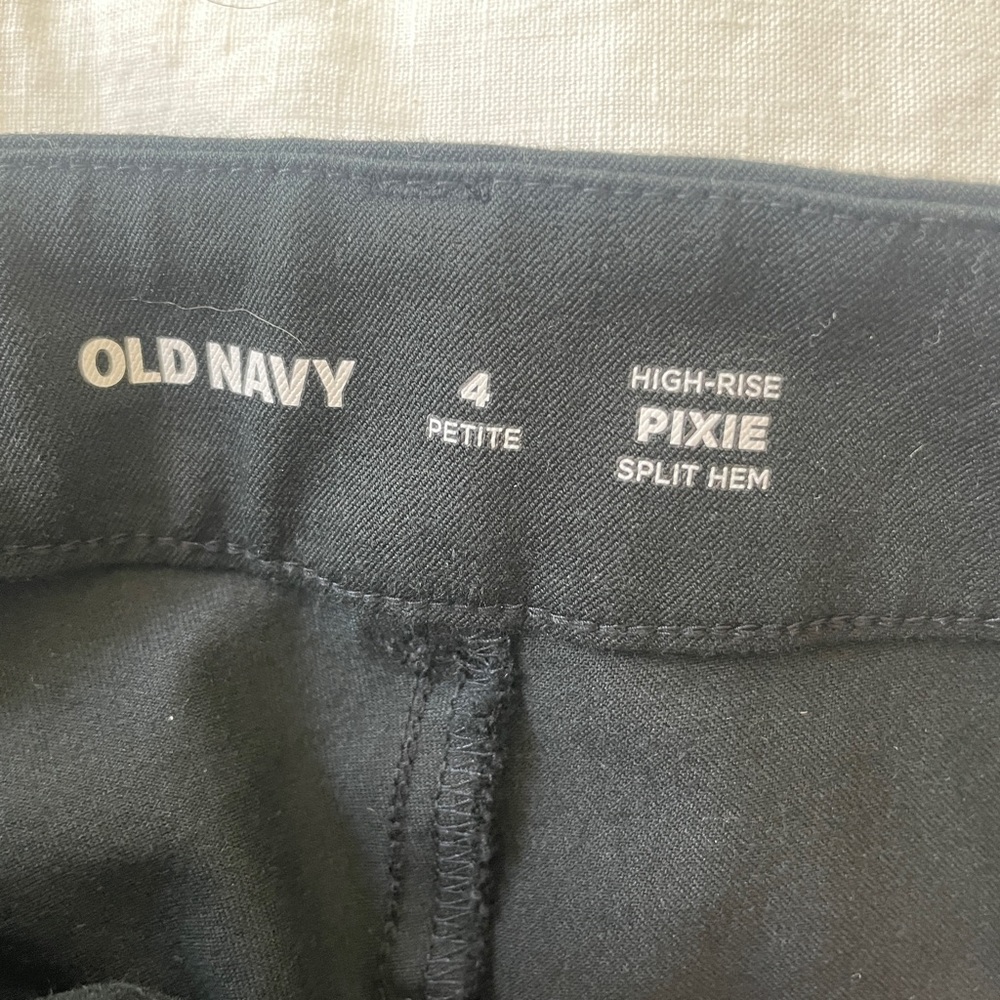 OLD NAVY
4
PETITE
HIGH-RISE
PIXIE
SPLIT HEM